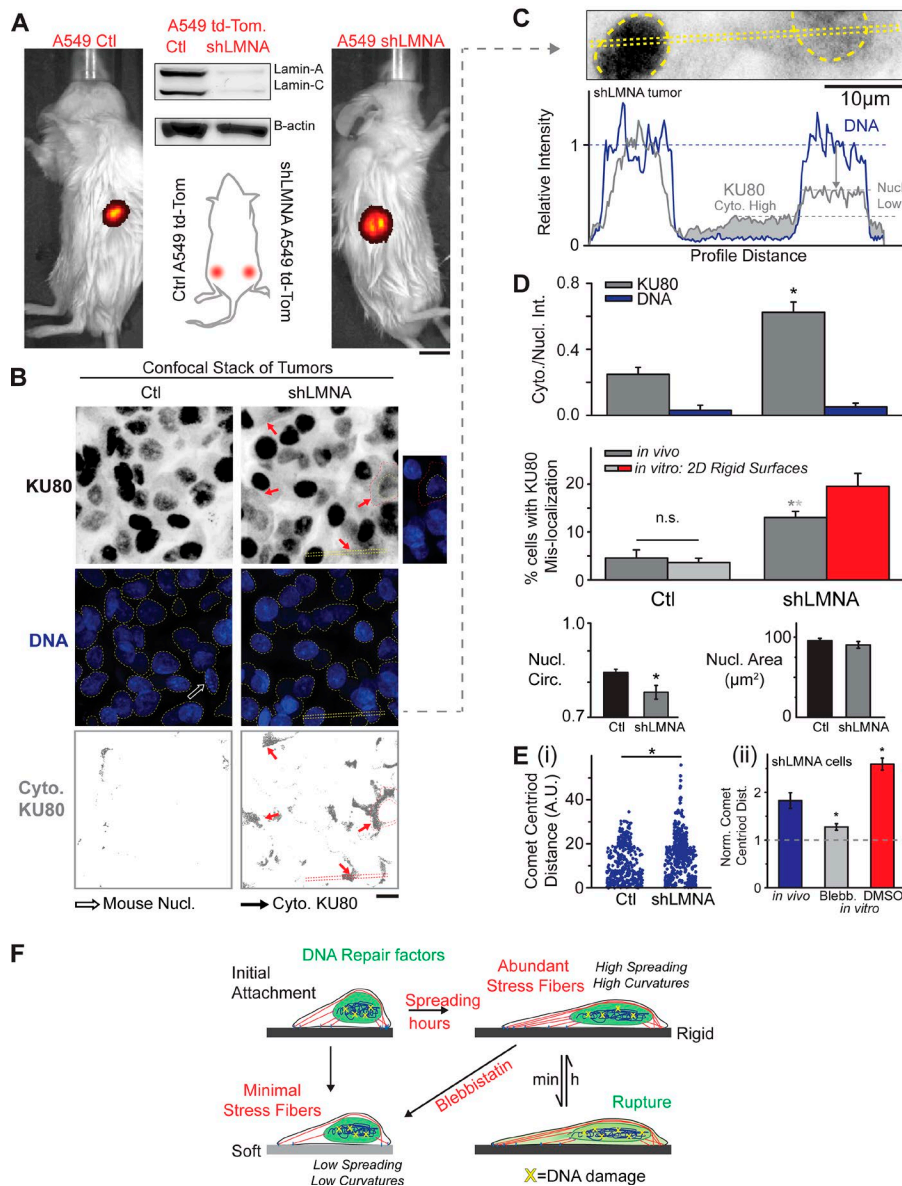 A
A549 Ctl
A549 td-Tom.
Ctl shLMNA
A549 shLMNA
Lamin-A
Lamin-C
B-actin
Ctrl A549 td-Tom
shLMNA A549 td-Tom
B
Confocal Stack of Tumors
Ctl shLMNA
KU80
DNA
Cyto.
KU80
Mouse Nucl.
Cyto. KU80
C
10µm
shLMNA tumor
DNA
Relative Intensity
1
0
KU80
Cyto. High
Nucl
Low
Profile Distance
D
KU80
DNA
Cyto./Nucl. Int.
0.8
0.4
0.0
*
in vivo
in vitro: 2D Rigid Surfaces
% cells with KU80
Mis-localization
20
10
0
n.s.
**
Ctl shLMNA
Nucl.
Circ.
1.0
0.7
*
Ctl shLMNA
Nucl. Area
(µm²)
100
0
Ctl shLMNA
E (i)
Comet Centriod
Distance (A.U.)
60
40
20
0
*
Ctl shLMNA
(ii)
shLMNA cells
Norm. Comet
Centriod Dist.
2
1
0
*
*
in vivo Blebb. DMSO
in vitro
F
DNA Repair factors
Initial
Attachment
Spreading
hours
Abundant
Stress Fibers
High Spreading
High Curvatures
Rigid
Minimal
Stress Fibers
Blebbistatin
min h
Rupture
Soft
Low Spreading
Low Curvatures
X=DNA damage